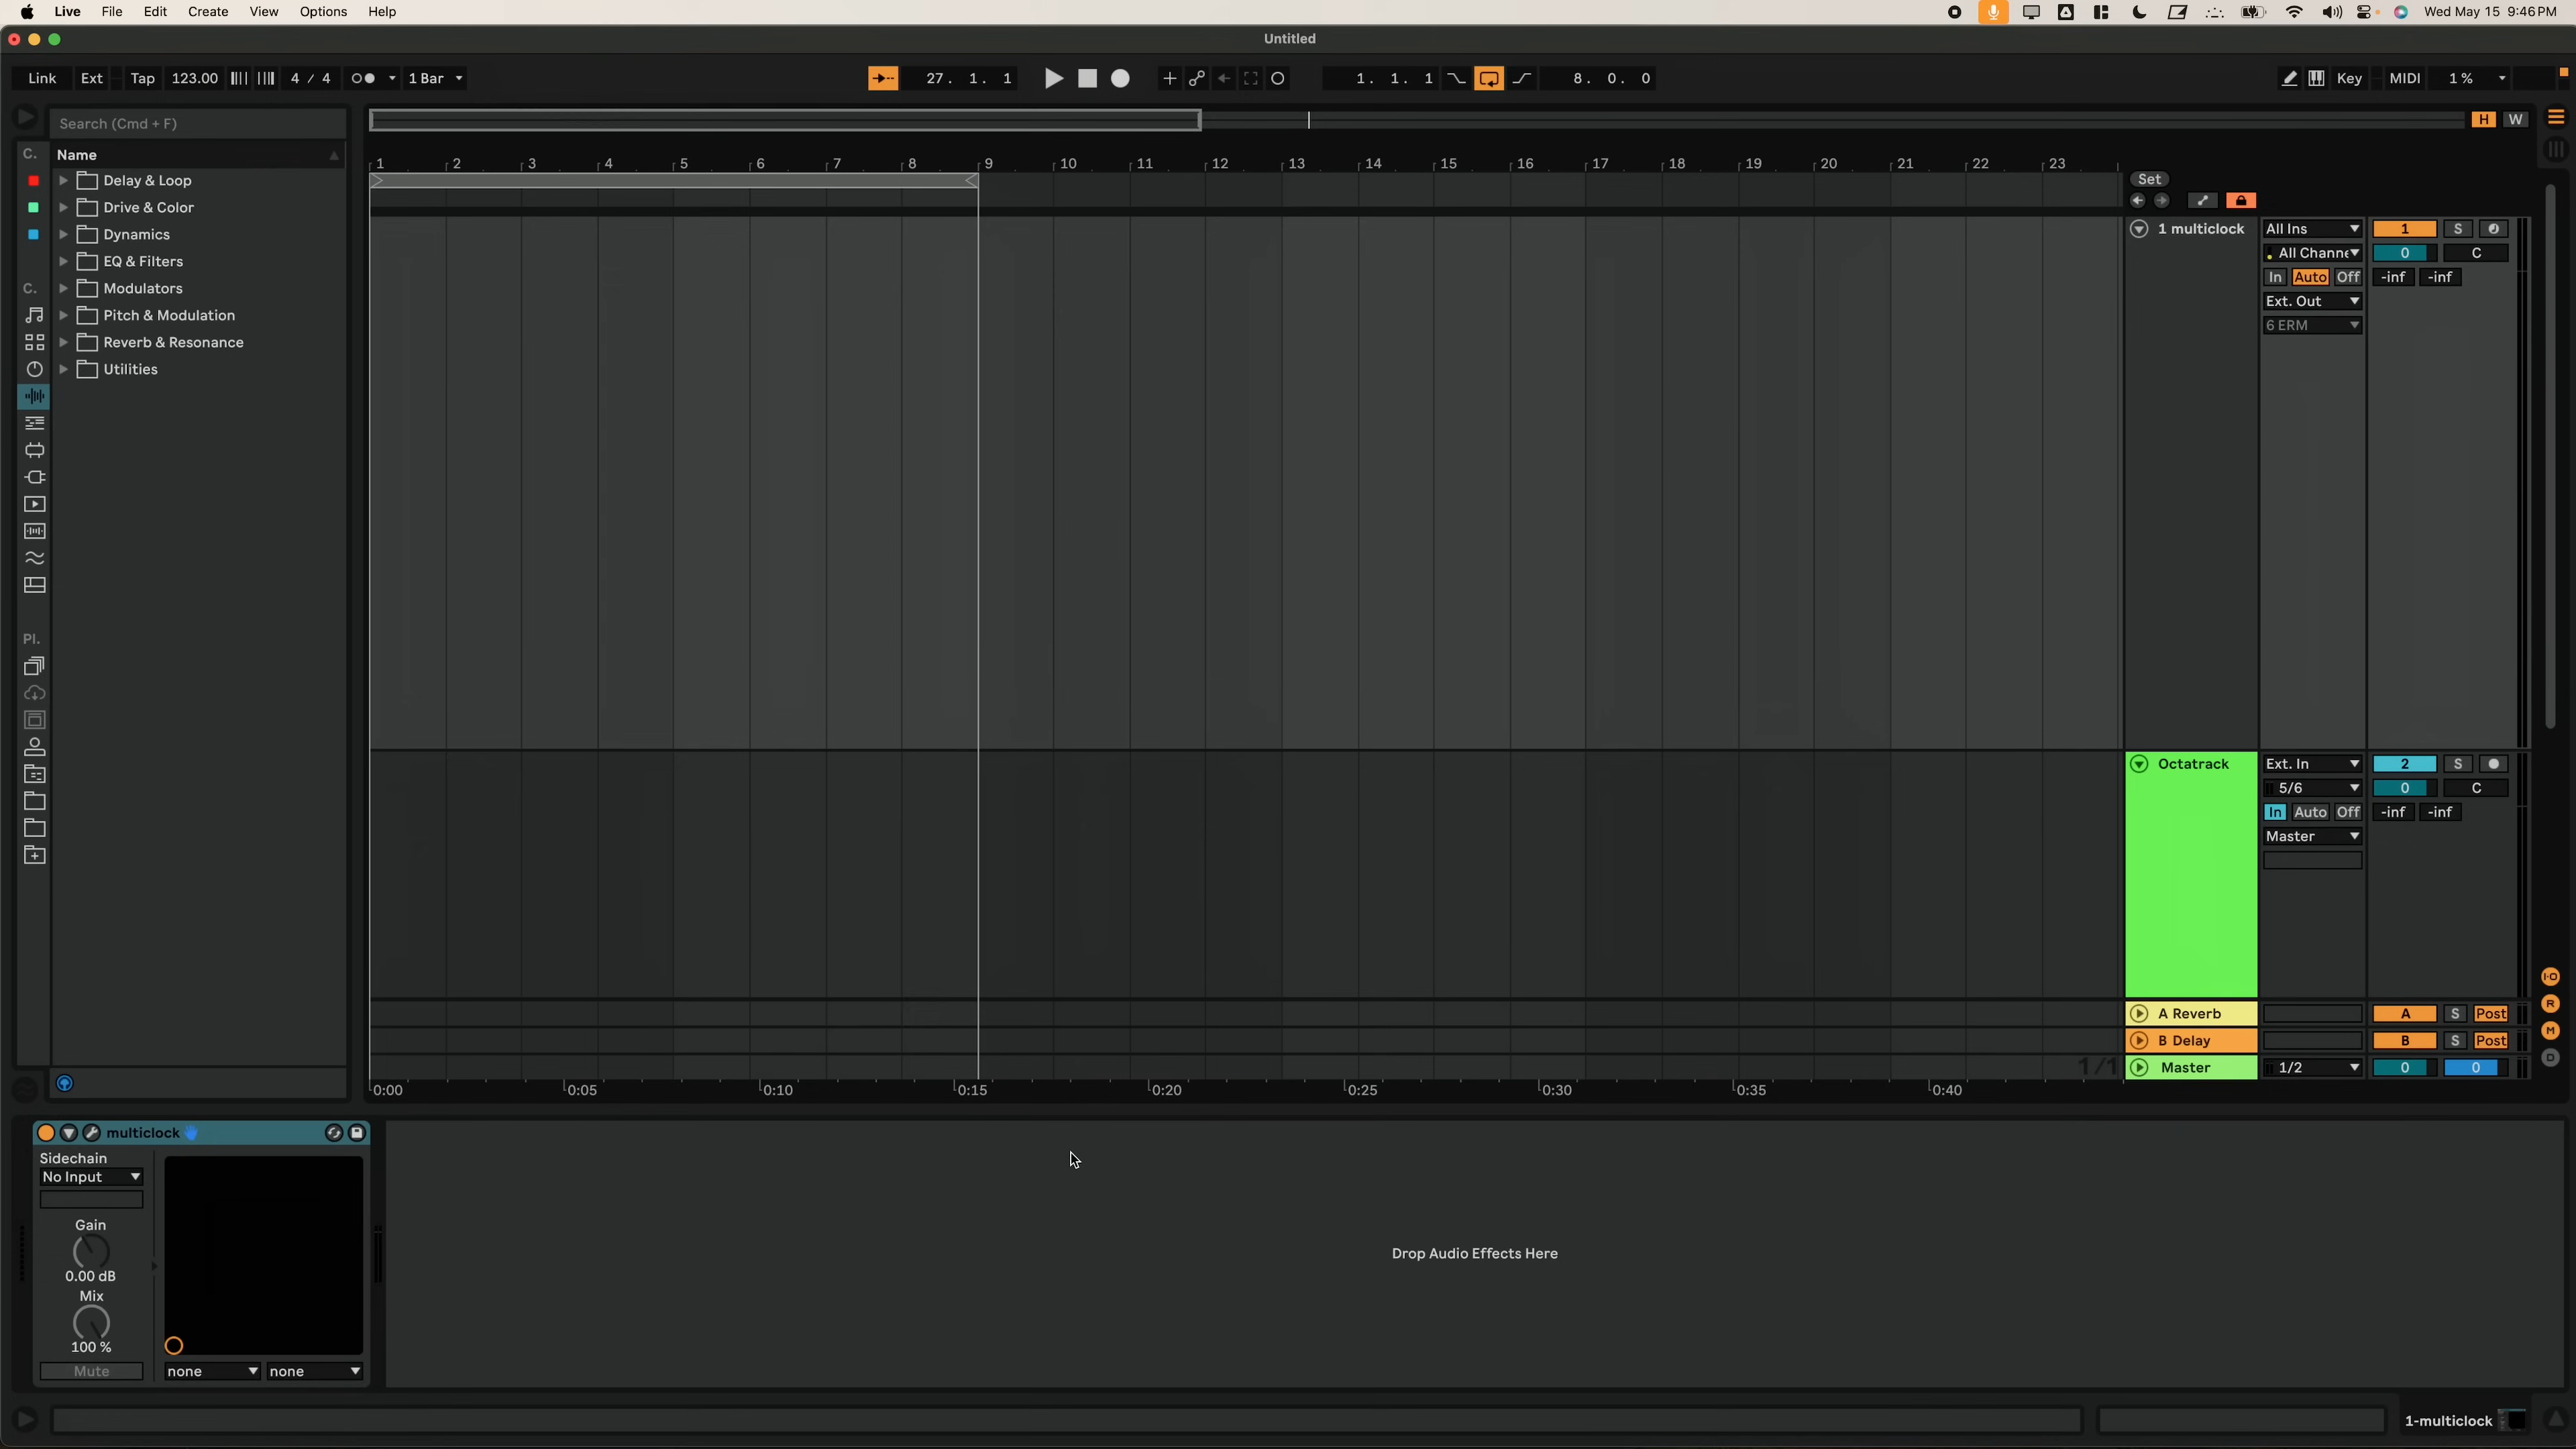 Live File Edit Create View Options Help
Wed May 15 9:46 PM
Untitled
Link Ext Tap 123.00 4 / 4 1 Bar
27. 1. 1
1. 1. 1
8. 0. 0
Key MIDI 1 %
Search (Cmd + F)
H W
C. Name
1 2 3 4 5 6 7 8 9 10 11 12 13 14 15 16 17 18 19 20 21 22 23
Set
Delay & Loop
Drive & Color
Dynamics
EQ & Filters
C.
Modulators
Pitch & Modulation
Reverb & Resonance
Utilities
Pl.
1 multiclock All Ins 1 S
All Channe 0 C
In Auto Off -inf -inf
Ext. Out
6 ERM
Octatrack Ext. In 2 S
5/6 0 C
In Auto Off -inf -inf
Master
I·O
R
M
D
A Reverb A S Post
B Delay B S Post
1/1 Master 1/2 0 0
0:00 0:05 0:10 0:15 0:20 0:25 0:30 0:35 0:40
multiclock
Sidechain
No Input
Gain
0.00 dB
Mix
100 %
Mute none none
Drop Audio Effects Here
1-multiclock